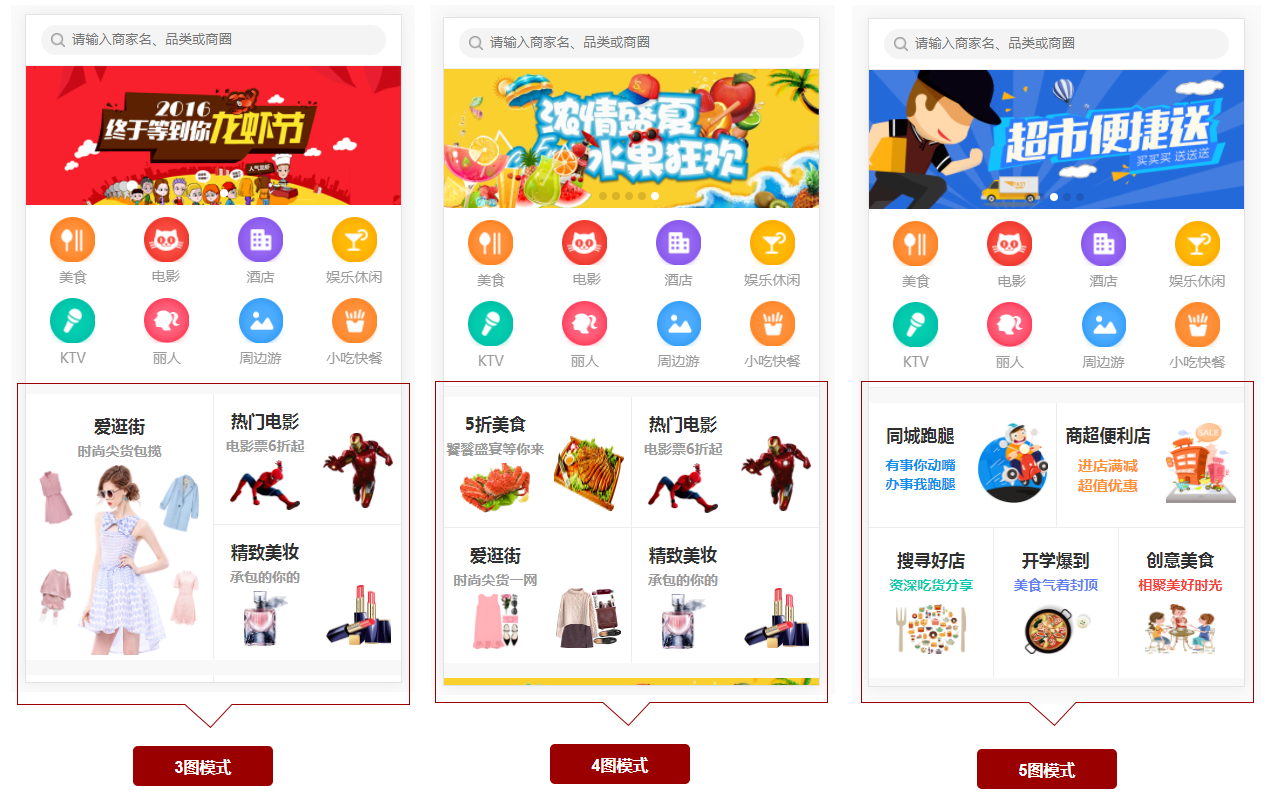 请输入商家名、品类或商圈
2016
终于等到你龙虾节
人气龙虾
美食
电影
酒店
娱乐休闲
KTV
丽人
周边游
小吃快餐
爱逛街
时尚尖货包揽
热门电影
电影票6折起
精致美妆
承包的你的
3图模式
请输入商家名、品类或商圈
浓情盛夏
水果狂欢
美食
电影
酒店
娱乐休闲
KTV
丽人
周边游
小吃快餐
5折美食
饕餮盛宴等你来
热门电影
电影票6折起
爱逛街
时尚尖货一网
精致美妆
承包的你的
4图模式
请输入商家名、品类或商圈
超市便捷送
买买买 送送送
美食
电影
酒店
娱乐休闲
KTV
丽人
周边游
小吃快餐
同城跑腿
有事你动嘴
办事我跑腿
商超便利店
进店满减
超值优惠
SALE
搜寻好店
资深吃货分享
开学爆到
美食气着封顶
创意美食
相聚美好时光
5图模式